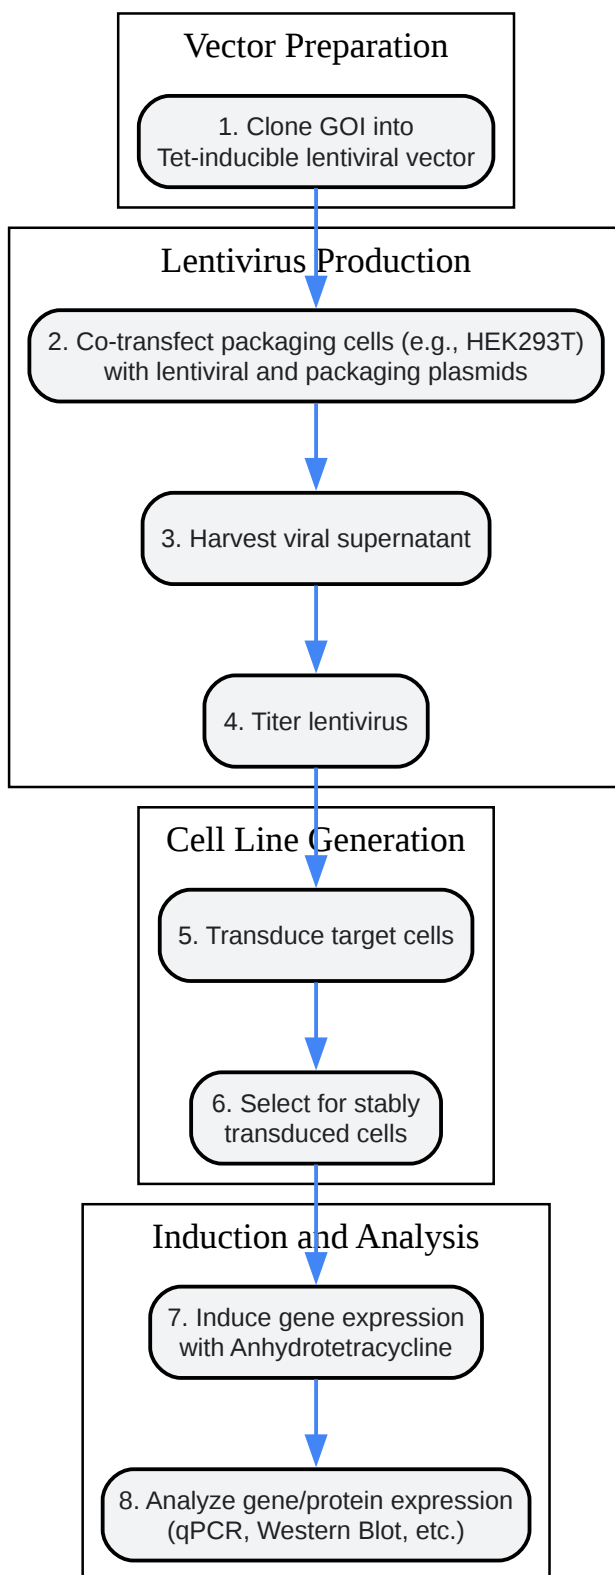 Vector Preparation
1. Clone GOI into
Tet-inducible lentiviral vector
Lentivirus Production
2. Co-transfect packaging cells (e.g., HEK293T)
with lentiviral and packaging plasmids
3. Harvest viral supernatant
4. Titer lentivirus
Cell Line Generation
5. Transduce target cells
6. Select for stably
transduced cells
Induction and Analysis
7. Induce gene expression
with Anhydrotetracycline
8. Analyze gene/protein expression
(qPCR, Western Blot, etc.)